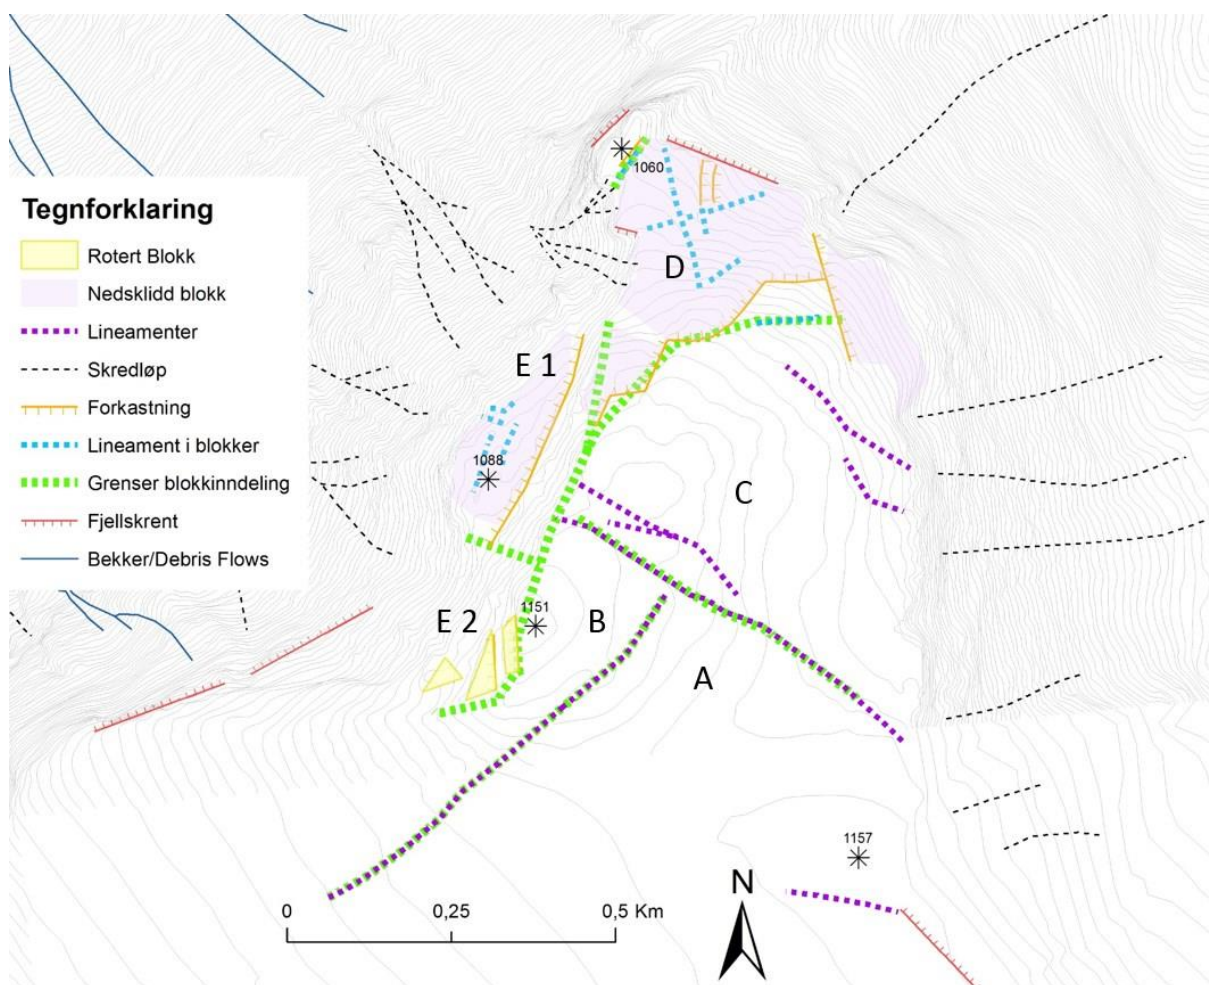 1060
Tegnforklaring
Rotert Blokk
Nedsklidd blokk
Lineamenter
Skredløp
Forkastning
Lineament i blokker
Grenser blokkinndeling
Fjellskrent
Bekker/Debris Flows
D
E 1
1088
C
1151
E 2
B
A
1157
0
0,25
0,5 Km
N